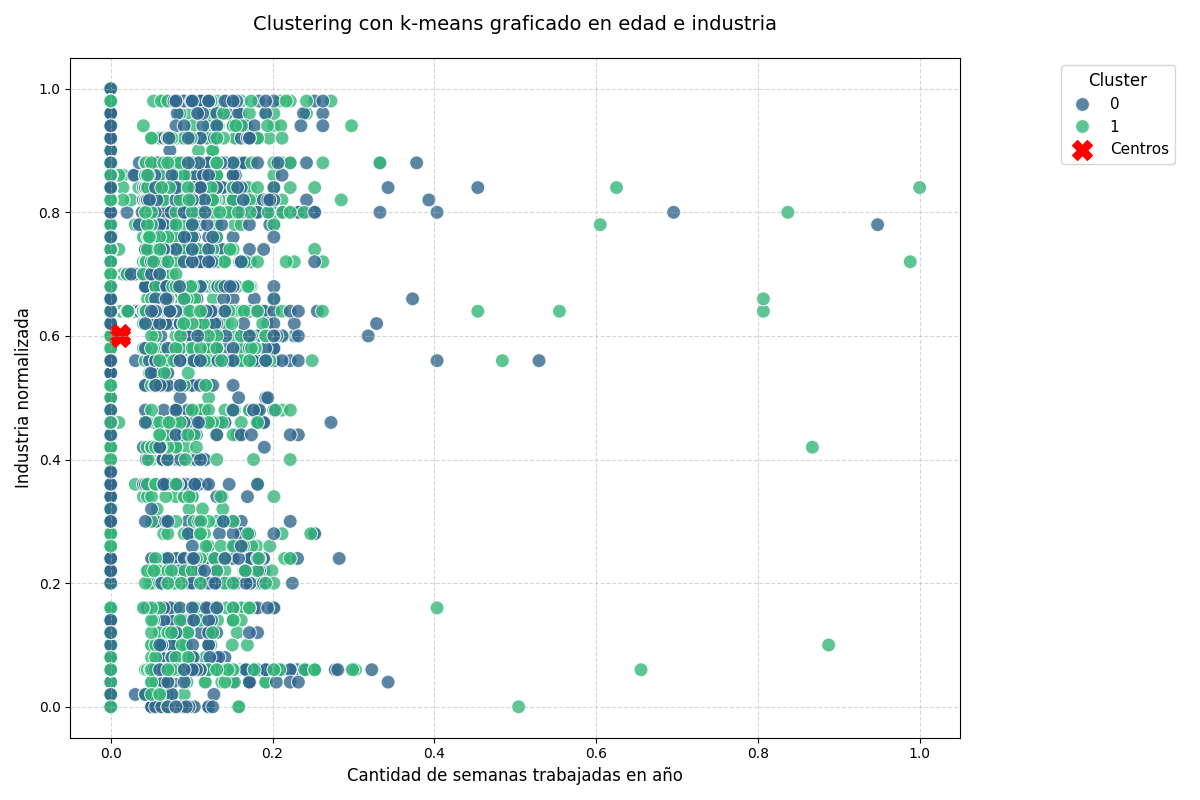 Clustering con k-means graficado en edad e industria
Cluster
0
1
Centros
Industria normalizada
1.0
0.8
0.6
0.4
0.2
0.0
0.0 0.2 0.4 0.6 0.8 1.0
Cantidad de semanas trabajadas en año